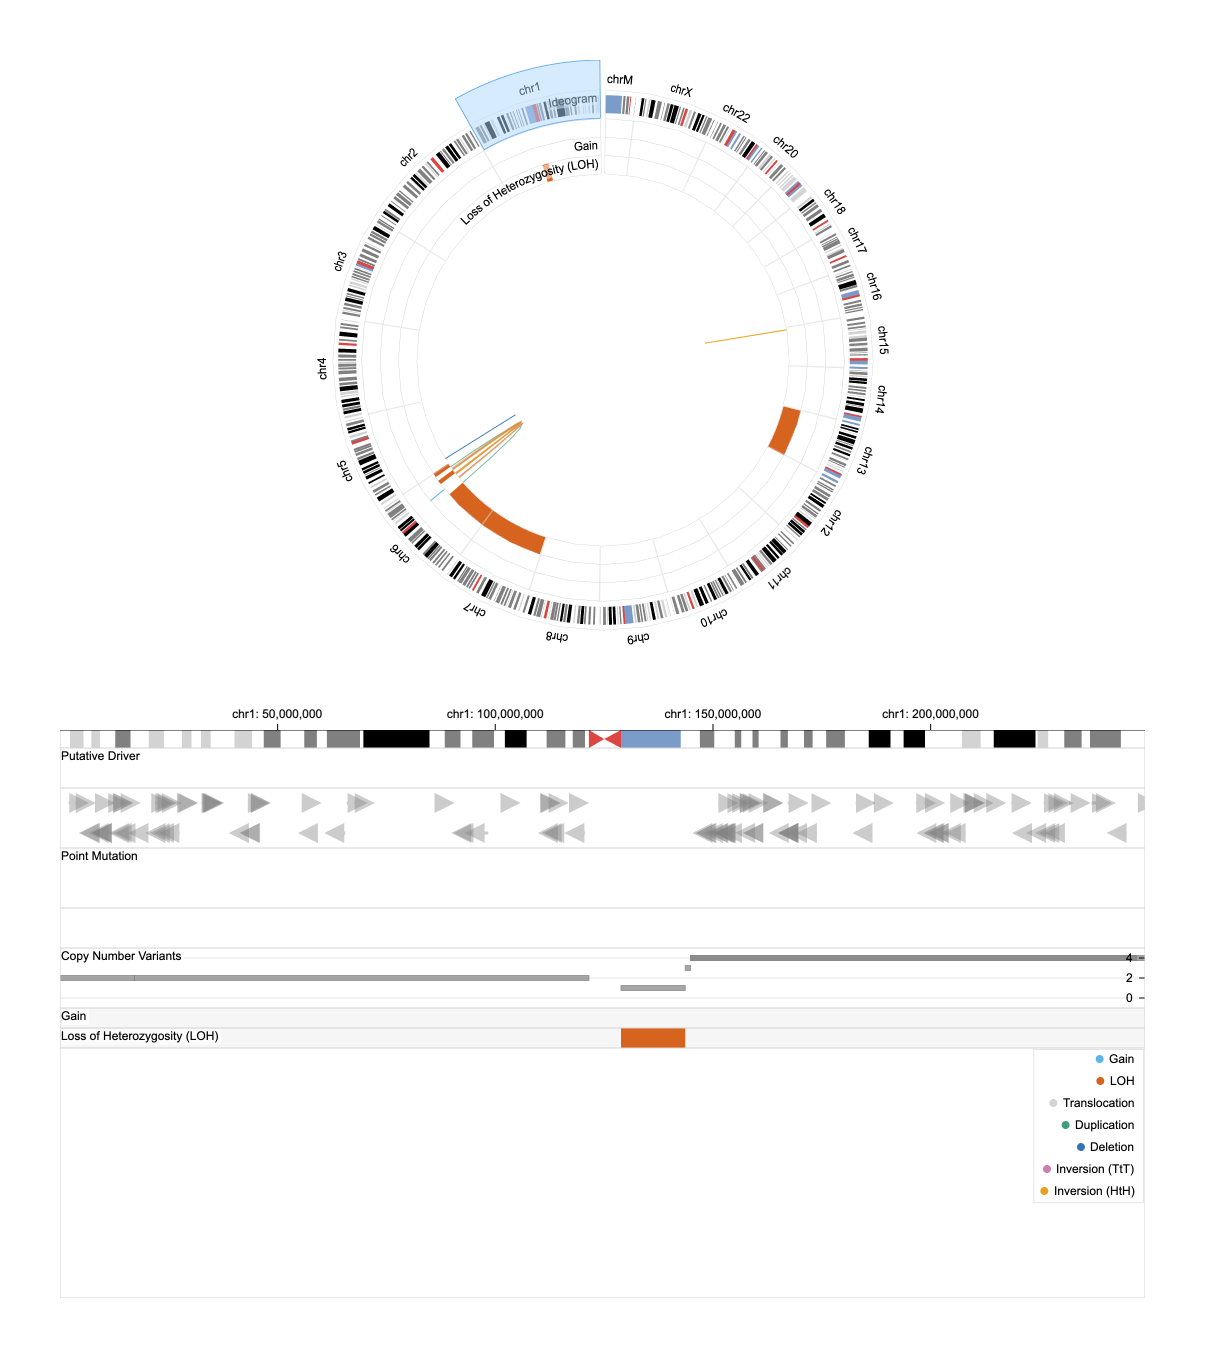 chr1
Ideogram
Gain
Loss of Heterozygosity (LOH)
chrM
chrX
chr22
chr20
chr18
chr17
chr16
chr15
chr14
chr13
chr12
chr11
chr10
chr9
chr8
chr7
chr6
chr5
chr4
chr3
chr2
chr1: 50,000,000 chr1: 100,000,000 chr1: 150,000,000 chr1: 200,000,000
Putative Driver
Point Mutation
Copy Number Variants
4
2
0
Gain
Loss of Heterozygosity (LOH)
Gain
LOH
Translocation
Duplication
Deletion
Inversion (TtT)
Inversion (HtH)